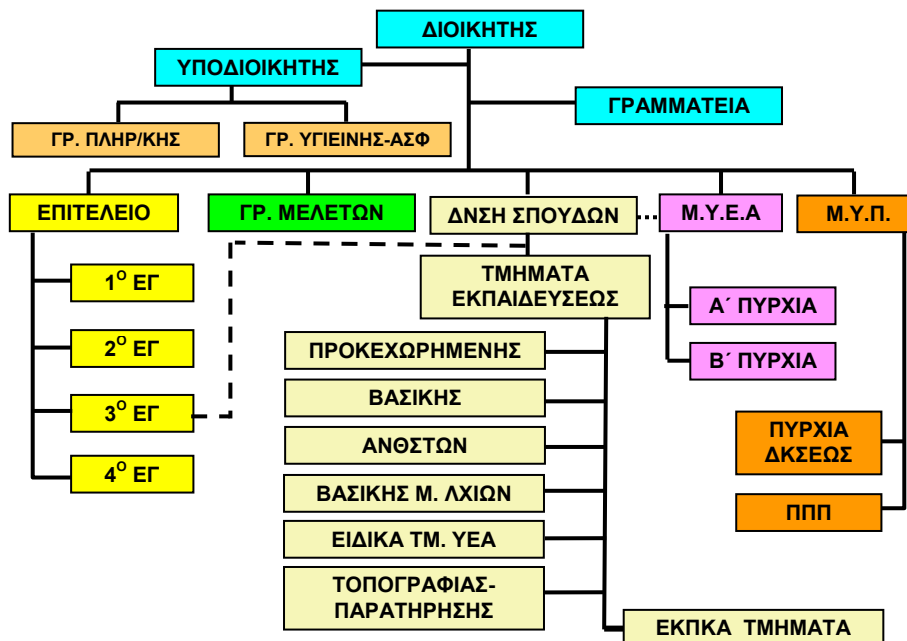 ΔΙΟΙΚΗΤΗΣ
ΥΠΟΔΙΟΙΚΗΤΗΣ
ΓΡΑΜΜΑΤΕΙΑ
ΓΡ. ΠΛΗΡ/ΚΗΣ
ΓΡ. ΥΓΙΕΙΝΗΣ-ΑΣΦ
ΕΠΙΤΕΛΕΙΟ
ΓΡ. ΜΕΛΕΤΩΝ
ΔΝΣΗ ΣΠΟΥΔΩΝ
Μ.Υ.Ε.Α
Μ.Υ.Π.
1Ο ΕΓ
2Ο ΕΓ
3Ο ΕΓ
4Ο ΕΓ
ΤΜΗΜΑΤΑ
ΕΚΠΑΙΔΕΥΣΕΩΣ
ΠΡΟΚΕΧΩΡΗΜΕΝΗΣ
ΒΑΣΙΚΗΣ
ΑΝΘΣΤΩΝ
ΒΑΣΙΚΗΣ Μ. ΛΧΙΩΝ
ΕΙΔΙΚΑ ΤΜ. ΥΕΑ
ΤΟΠΟΓΡΑΦΙΑΣ-
ΠΑΡΑΤΗΡΗΣΗΣ
ΕΚΠΚΑ ΤΜΗΜΑΤΑ
Α΄ ΠΥΡΧΙΑ
Β΄ ΠΥΡΧΙΑ
ΠΥΡΧΙΑ
ΔΚΣΕΩΣ
ΠΠΠ